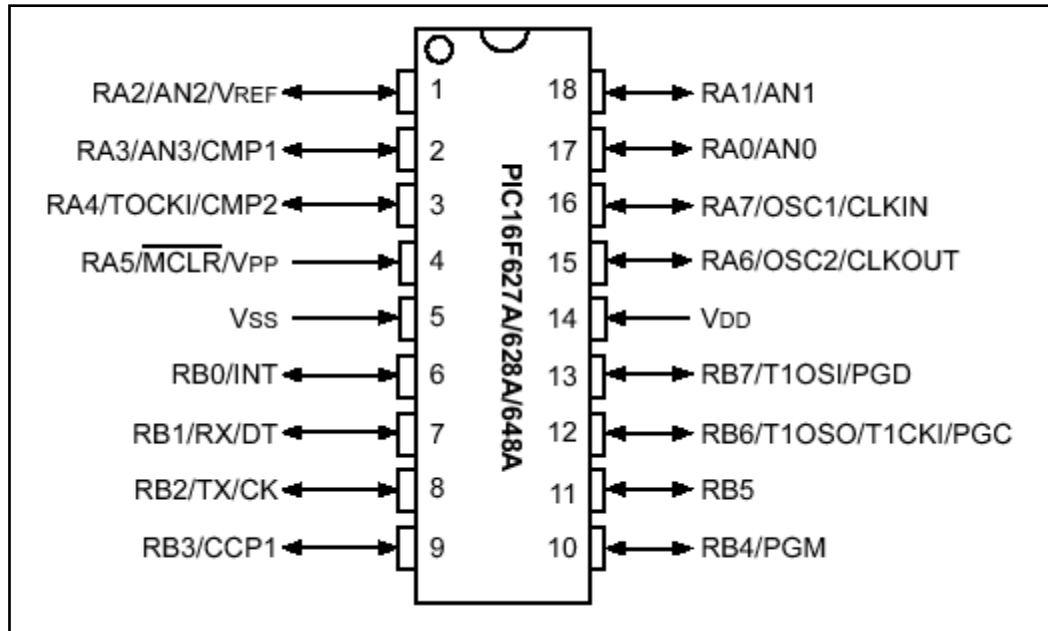 RA2/AN2/VREF 1 18 RA1/AN1
RA3/AN3/CMP1 2 17 RA0/AN0
RA4/TOCKI/CMP2 3 16 RA7/OSC1/CLKIN
RA5/MCLR/VPP 4 15 RA6/OSC2/CLKOUT
VSS 5 14 VDD
RB0/INT 6 13 RB7/T1OSI/PGD
RB1/RX/DT 7 12 RB6/T1OSO/T1CKI/PGC
RB2/TX/CK 8 11 RB5
RB3/CCP1 9 10 RB4/PGM
PIC16F627A/628A/648A